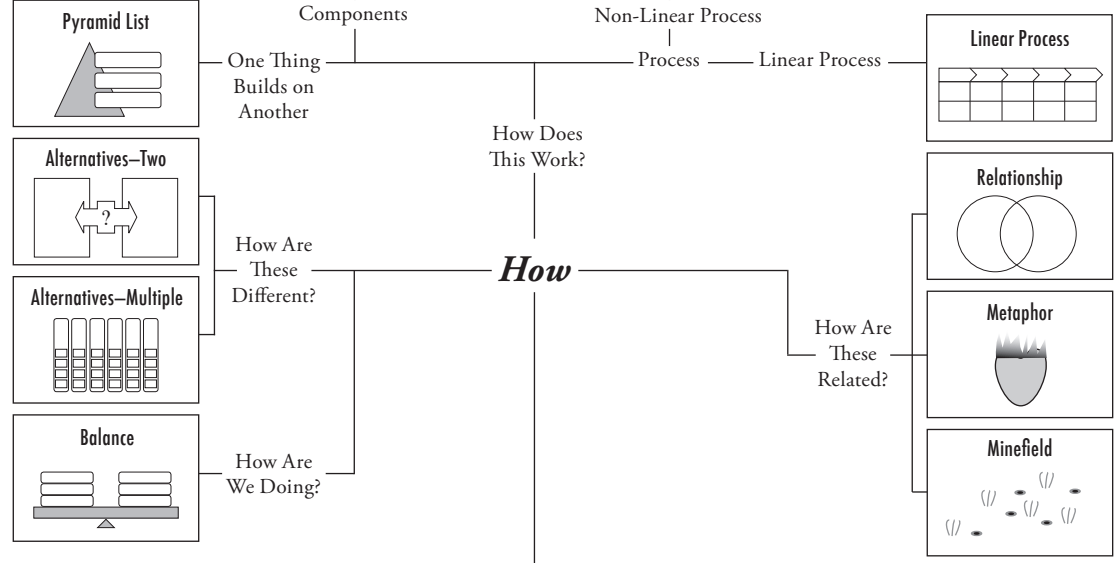 Pyramid List
Components
Non-Linear Process
Linear Process
One Thing
Builds on
Another
Process
Linear Process
How Does
This Work?
Alternatives–Two
?
Relationship
How Are
These
Different?
How
Alternatives–Multiple
Metaphor
How Are
These
Related?
Balance
How Are
We Doing?
Minefield